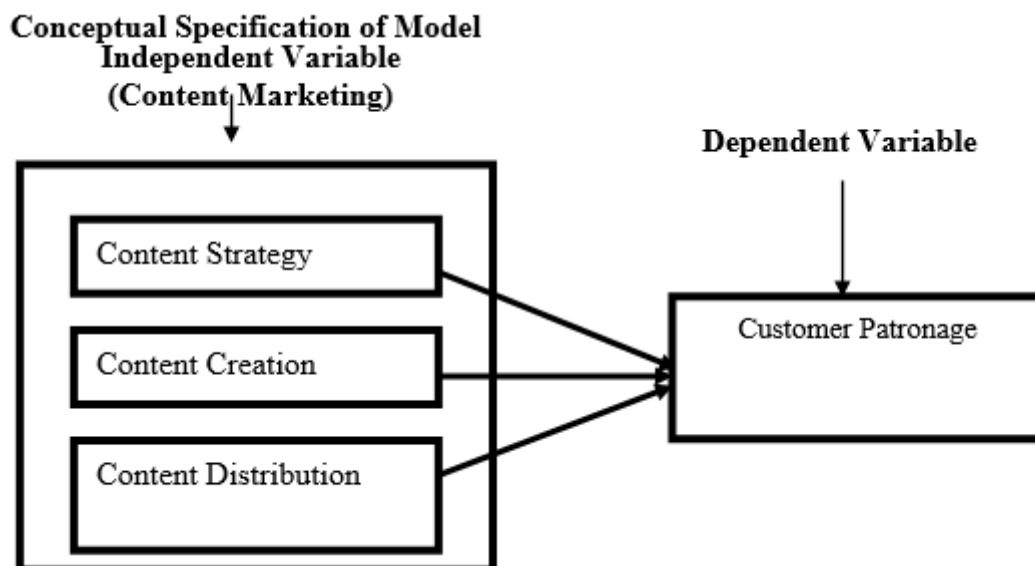 Conceptual Specification of Model
Independent Variable
(Content Marketing)
Dependent Variable
Content Strategy
Customer Patronage
Content Creation
Content Distribution